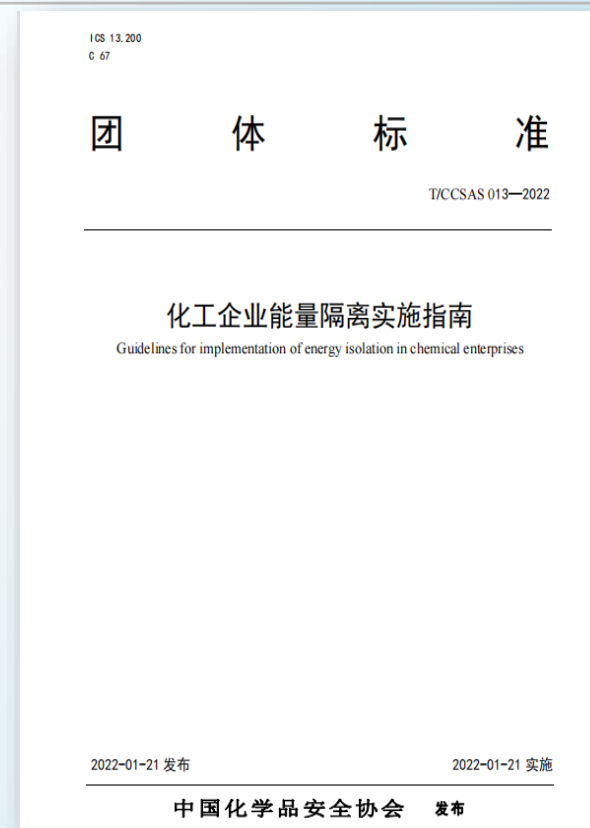 ICS 13.200
C 67
团体标准
T/CCSAS 013—2022
化工企业能量隔离实施指南
Guidelines for implementation of energy isolation in chemical enterprises
2022-01-21 发布 2022-01-21 实施
中国化学品安全协会 发布